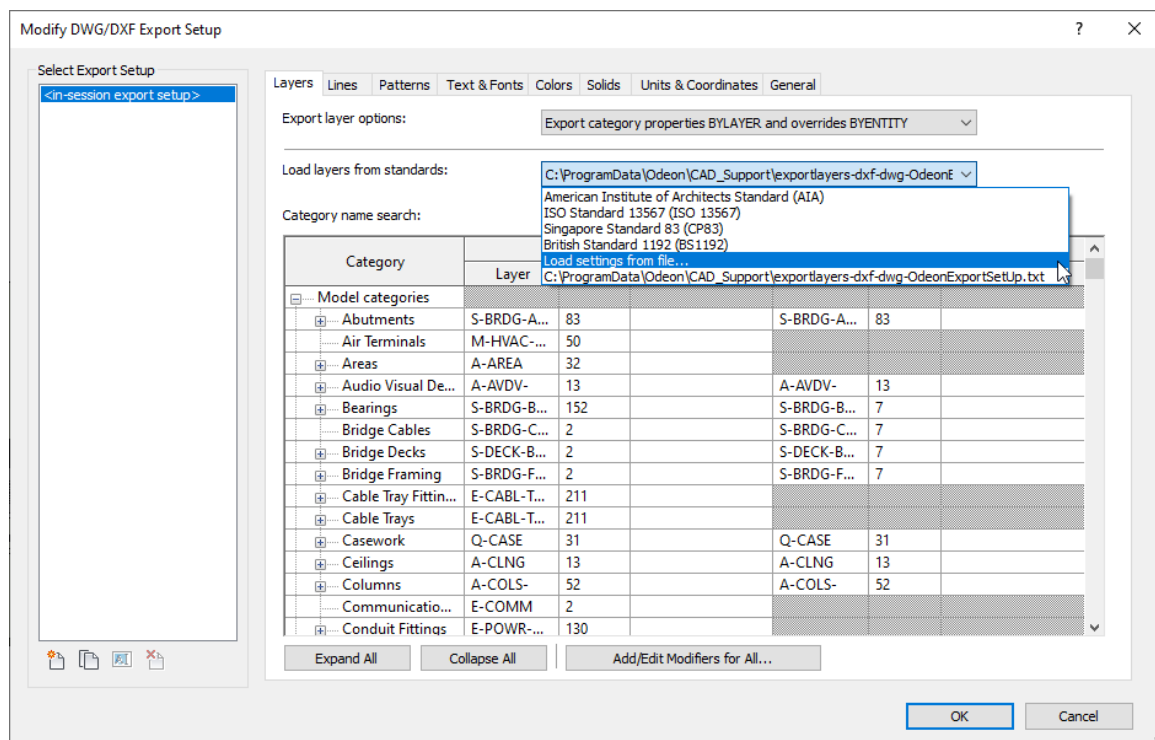 Modify DWG/DXF Export Setup
?
Select Export Setup
<in-session export setup>
Layers Lines Patterns Text & Fonts Colors Solids Units & Coordinates General
Export layer options: Export category properties BYLAYER and overrides BYENTITY
Load layers from standards: C:\ProgramData\Odeon\CAD_Support\exportlayers-dxf-dwg-OdeonE
American Institute of Architects Standard (AIA)
ISO Standard 13567 (ISO 13567)
Singapore Standard 83 (CP83)
British Standard 1192 (BS1192)
Load settings from file...
C:\ProgramData\Odeon\CAD_Support\exportlayers-dxf-dwg-OdeonExportSetUp.txt
Category name search:
Category Layer
Model categories
Abutments S-BRDG-A... 83 S-BRDG-A... 83
Air Terminals M-HVAC-... 50
Areas A-AREA 32
Audio Visual De... A-AVDV- 13 A-AVDV- 13
Bearings S-BRDG-B... 152 S-BRDG-B... 7
Bridge Cables S-BRDG-C... 2 S-BRDG-C... 7
Bridge Decks S-DECK-B... 2 S-DECK-B... 7
Bridge Framing S-BRDG-F... 2 S-BRDG-F... 7
Cable Tray Fittin... E-CABL-T... 211
Cable Trays E-CABL-T... 211
Casework Q-CASE 31 Q-CASE 31
Ceilings A-CLNG 13 A-CLNG 13
Columns A-COLS- 52 A-COLS- 52
Communicatio... E-COMM 2
Conduit Fittings E-POWR-... 130
Expand All Collapse All Add/Edit Modifiers for All...
OK Cancel